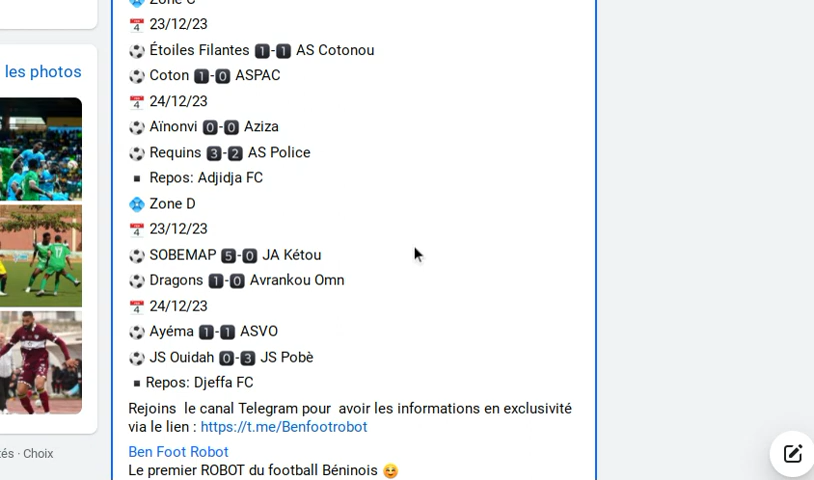 Zone C
23/12/23
Étoiles Filantes 1-1 AS Cotonou
Coton 1-0 ASPAC
24/12/23
Aïnonvi 0-0 Aziza
Requins 3-2 AS Police
▪ Repos: Adjidja FC
Zone D
23/12/23
SOBEMAP 5-0 JA Kétou
Dragons 1-0 Avrankou Omn
24/12/23
Ayéma 1-1 ASVO
JS Ouidah 0-3 JS Pobè
▪Repos: Djeffa FC
Rejoins  le canal Telegram pour  avoir les informations en exclusivité
via le lien : https://t.me/Benfootrobot
Ben Foot Robot
Le premier ROBOT du football Béninois 😊
les photos
tés · Choix